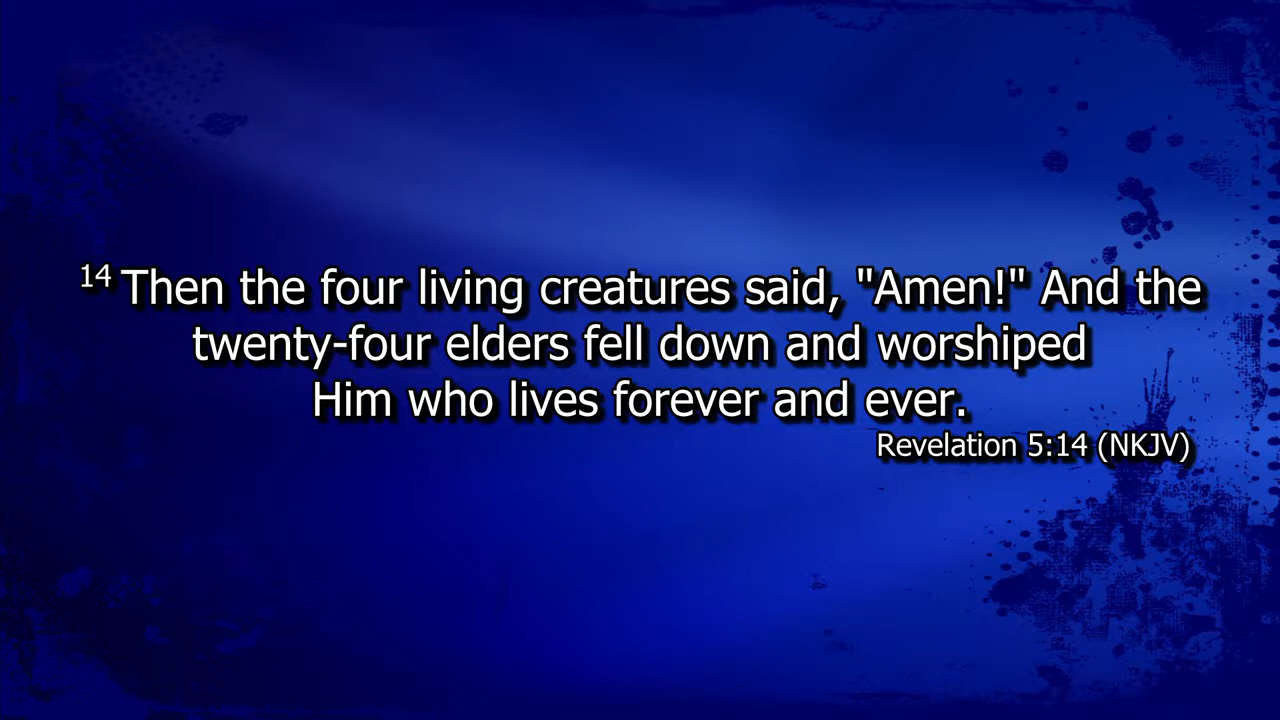 14 Then the four living creatures said, "Amen!" And the
twenty-four elders fell down and worshiped
Him who lives forever and ever.
Revelation 5:14 (NKJV)